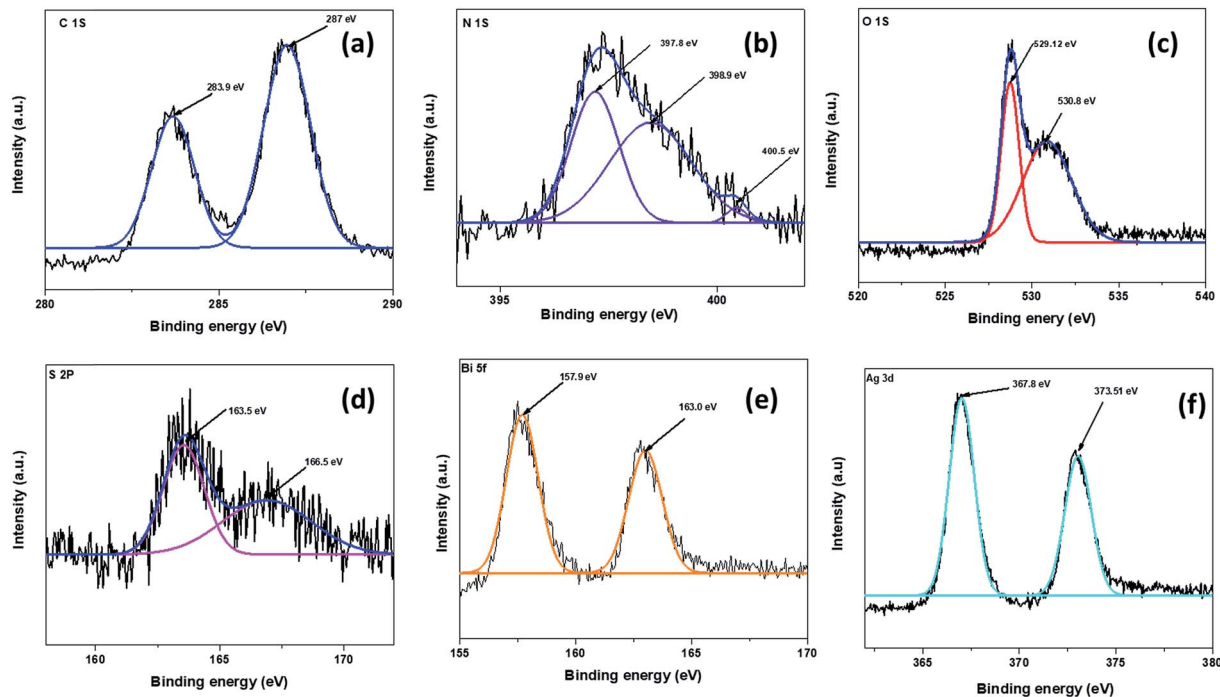 C 1S
287 eV
(a)
283.9 eV
Intensity (a.u.)
280 285 290
Binding energy (eV)
N 1S
(b)
397.8 eV
398.9 eV
400.5 eV
Intensity (a.u.)
395 400
Binding energy (eV)
O 1S
(c)
529.12 eV
530.8 eV
Intensity (a.u.)
520 525 530 535 540
Binding enery (eV)
S 2P
(d)
163.5 eV
166.5 eV
Intensity (a.u.)
160 165 170
Binding energy (eV)
Bi 5f
157.9 eV
(e)
163.0 eV
Intensity (a.u.)
155 160 165 170
Binding energy (eV)
Ag 3d
367.8 eV
373.51 eV
(f)
Intensity (a.u)
365 370 375 380
Binding energy (eV)